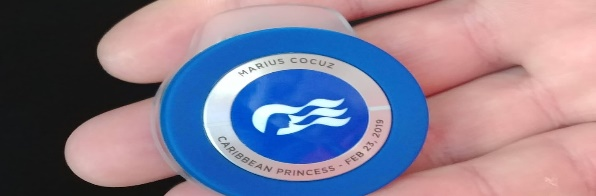 MARIUS COCUZ
CARIBBEAN PRINCESS - FEB 23, 2019